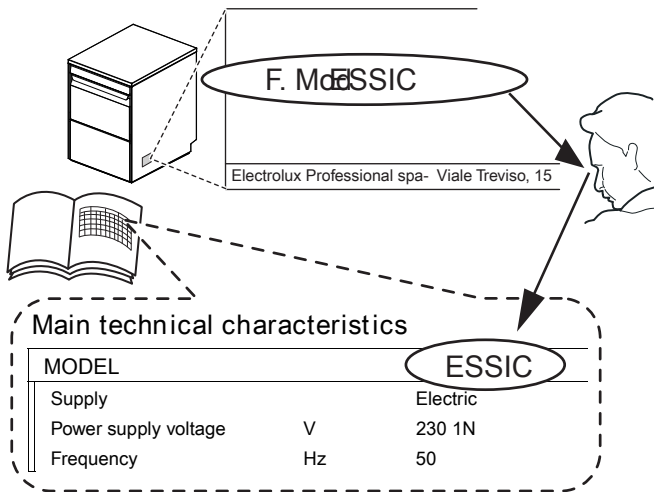 F. Mod ESSIC
Electrolux Professional spa- Viale Treviso, 15
Main technical characteristics
MODEL ESSIC
Supply Electric
Power supply voltage V 230 1N
Frequency Hz 50